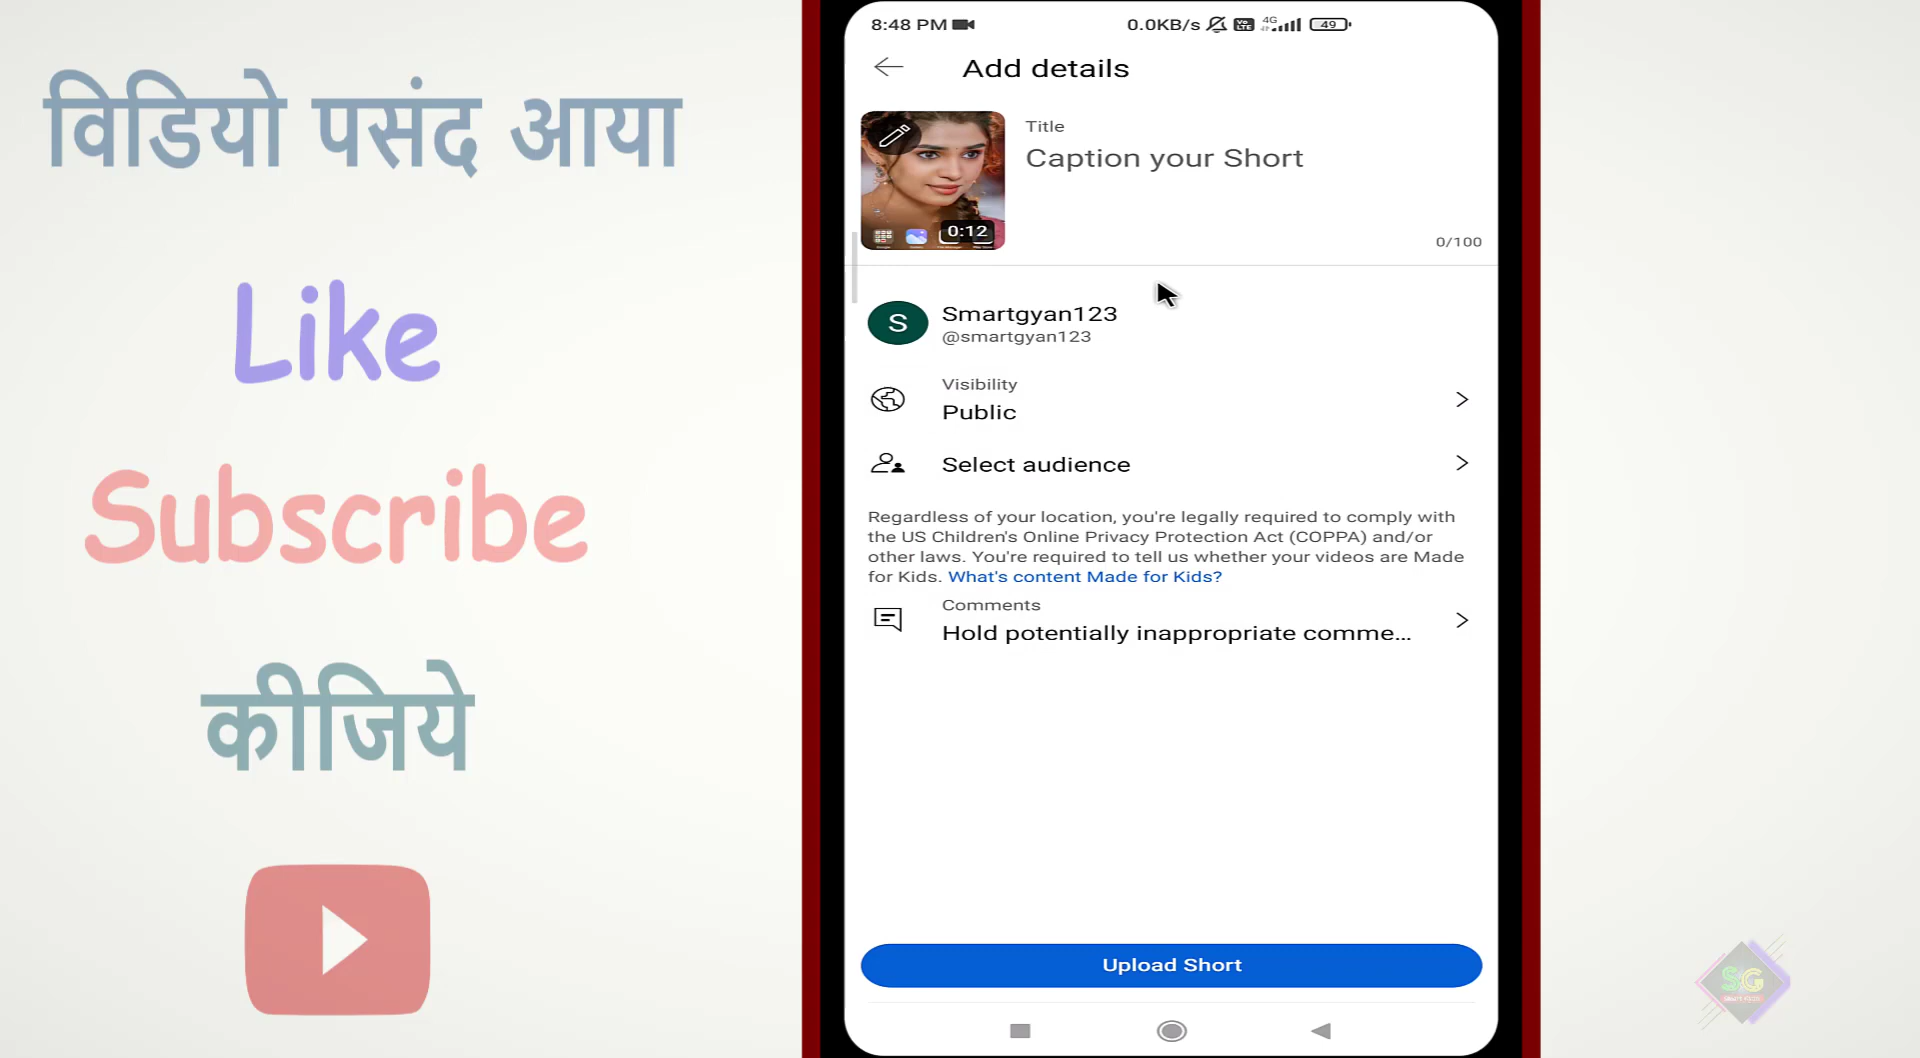 विडियो पसंद आया
Like
Subscribe
कीजिये
8:48 PM
0.0KB/s
4G
49
Add details
0:12
Title
Caption your Short
0/100
S
Smartgyan123
@smartgyan123
Visibility
Public
Select audience
Regardless of your location, you're legally required to comply with
the US Children's Online Privacy Protection Act (COPPA) and/or
other laws. You're required to tell us whether your videos are Made
for Kids. What's content Made for Kids?
Comments
Hold potentially inappropriate comme...
Upload Short
SG